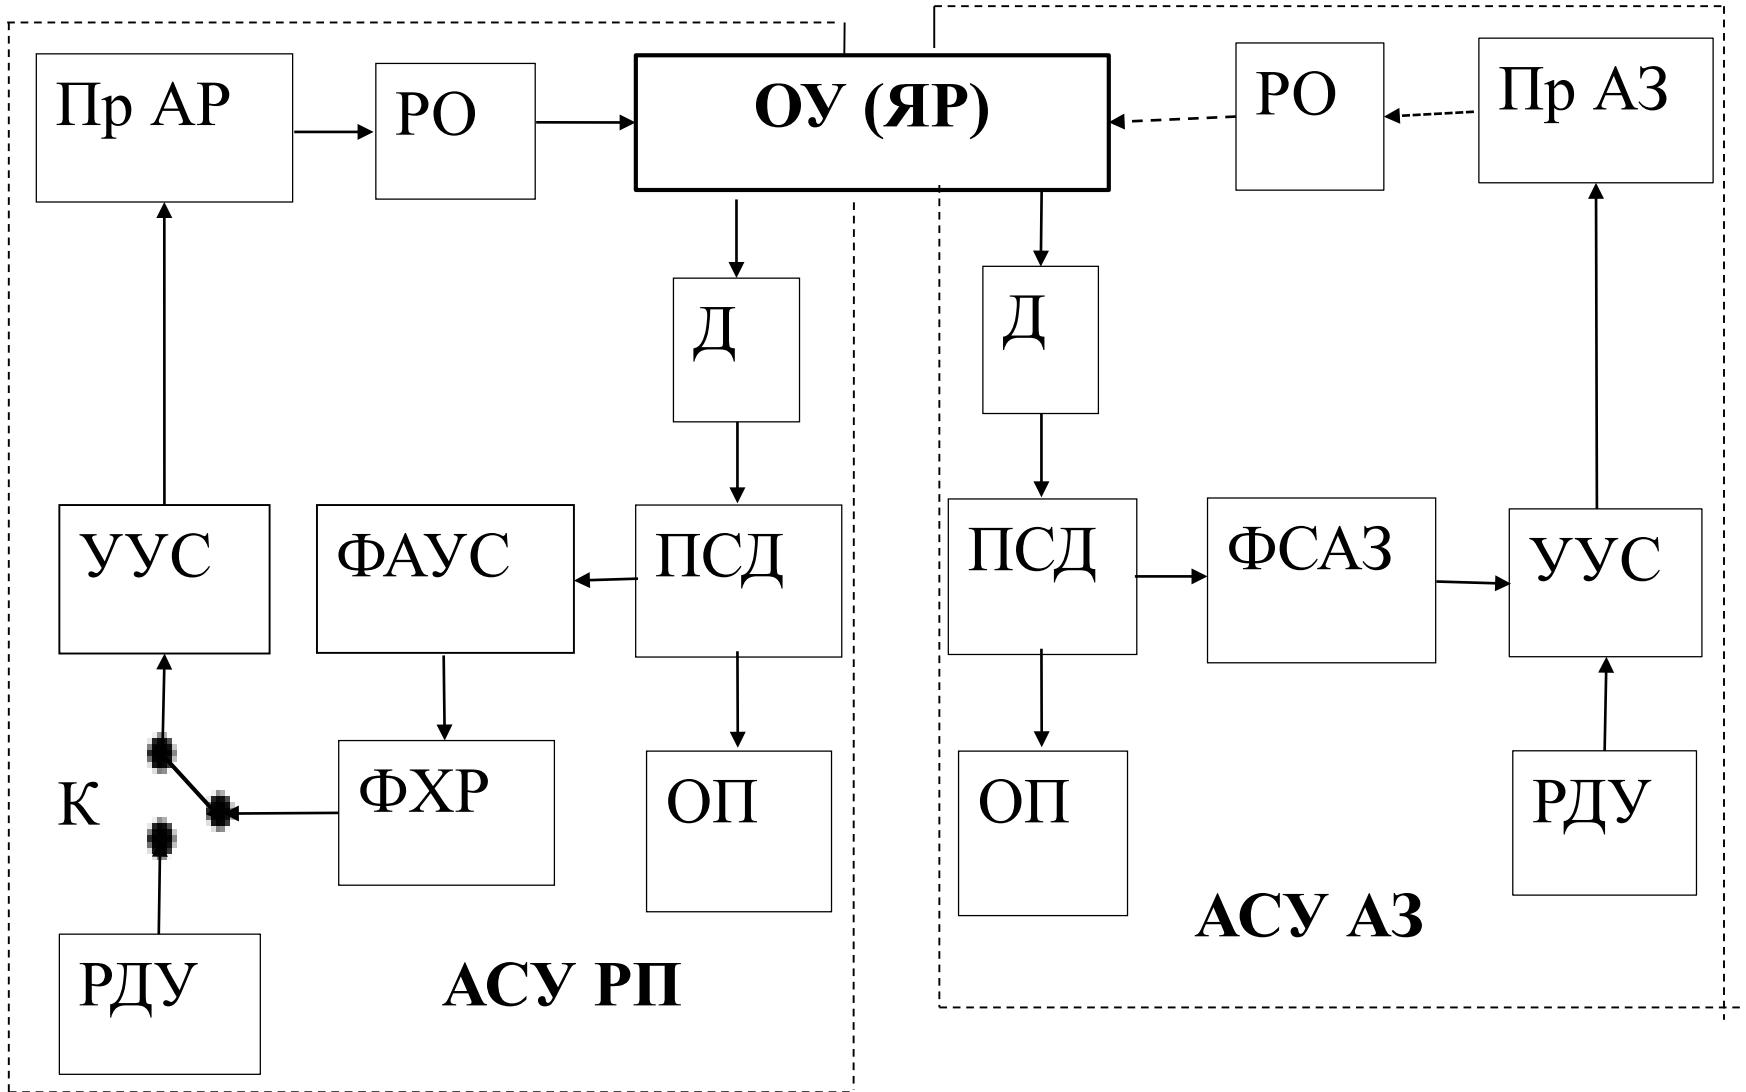 Пр АР
РО
ОУ (ЯР)
РО
Пр АЗ
Д
Д
УУС
ФАУС
ПСД
ПСД
ФСАЗ
УУС
К
ФХР
ОП
ОП
РДУ
РДУ
АСУ РП
АСУ АЗ